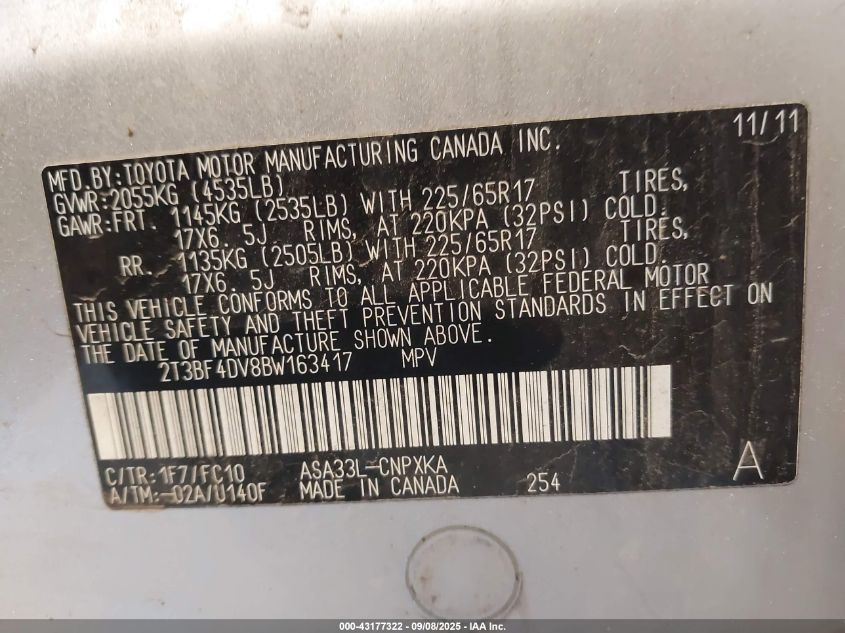 11/11
MFD.BY:TOYOTA MOTOR MANUFACTURING CANADA INC.
GVWR:2055KG (4535LB)
GAWR:FRT. 1145KG (2535LB) WITH 225/65R17 TIRES,
17X6. 5J RIMS, AT 220KPA (32PSI) COLD.
RR. 1135KG (2505LB) WITH 225/65R17 TIRES,
17X6. 5J RIMS, AT 220KPA (32PSI) COLD.
THIS VEHICLE CONFORMS TO ALL APPLICABLE FEDERAL MOTOR
VEHICLE SAFETY AND THEFT PREVENTION STANDARDS IN EFFECT ON
THE DATE OF MANUFACTURE SHOWN ABOVE.
2T3BF4DV8BW163417 MPV
C/TR:1F7/FC10 ASA33L-CNPXKA A
A/TM:-02A/U140F MADE IN CANADA 254
000-43177322 - 09/08/2025 - IAA Inc.